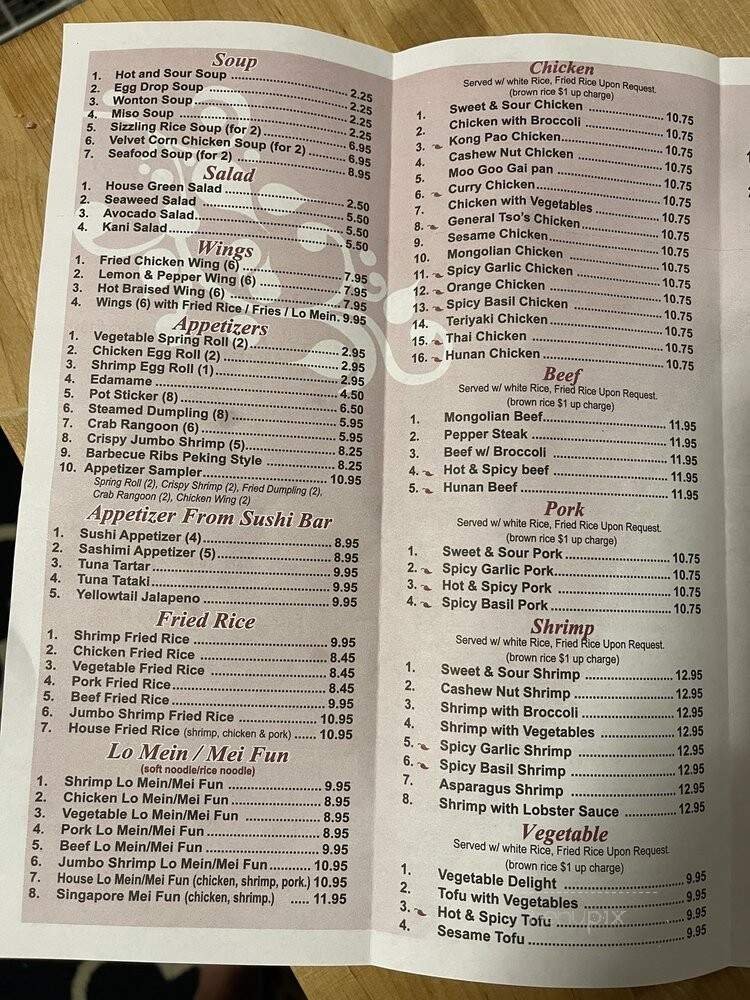 Soup
1. Hot and Sour Soup 2.25
2. Egg Drop Soup 2.25
3. Wonton Soup 2.25
4. Miso Soup 2.25
5. Sizzling Rice Soup (for 2) 6.95
6. Velvet Corn Chicken Soup (for 2) 6.95
7. Seafood Soup (for 2) 8.95
Salad
1. House Green Salad 2.50
2. Seaweed Salad 5.50
3. Avocado Salad 5.50
4. Kani Salad 5.50
Wings
1. Fried Chicken Wing (6) 7.95
2. Lemon & Pepper Wing (6) 7.95
3. Hot Braised Wing (6) 7.95
4. Wings (6) with Fried Rice / Fries / Lo Mein. 9.95
Appetizers
1. Vegetable Spring Roll (2) 2.95
2. Chicken Egg Roll (2) 2.95
3. Shrimp Egg Roll (1) 2.95
4. Edamame 4.50
5. Pot Sticker (8) 6.50
6. Steamed Dumpling (8) 5.95
7. Crab Rangoon (6) 5.95
8. Crispy Jumbo Shrimp (5) 8.25
9. Barbecue Ribs Peking Style 8.25
10. Appetizer Sampler 10.95
Spring Roll (2), Crispy Shrimp (2), Fried Dumpling (2),
Crab Rangoon (2), Chicken Wing (2)
Appetizer From Sushi Bar
1. Sushi Appetizer (4) 8.95
2. Sashimi Appetizer (5) 8.95
3. Tuna Tartar 9.95
4. Tuna Tataki 9.95
5. Yellowtail Jalapeno 9.95
Fried Rice
1. Shrimp Fried Rice 9.95
2. Chicken Fried Rice 8.45
3. Vegetable Fried Rice 8.45
4. Pork Fried Rice 8.45
5. Beef Fried Rice 9.95
6. Jumbo Shrimp Fried Rice 10.95
7. House Fried Rice (shrimp, chicken & pork) 10.95
Lo Mein / Mei Fun
(soft noodle/rice noodle)
1. Shrimp Lo Mein/Mei Fun 9.95
2. Chicken Lo Mein/Mei Fun 8.95
3. Vegetable Lo Mein/Mei Fun 8.95
4. Pork Lo Mein/Mei Fun 8.95
5. Beef Lo Mein/Mei Fun 9.95
6. Jumbo Shrimp Lo Mein/Mei Fun 10.95
7. House Lo Mein/Mei Fun (chicken, shrimp, pork.) 10.95
8. Singapore Mei Fun (chicken, shrimp.) 11.95
Chicken
Served w/ white Rice, Fried Rice Upon Request.
(brown rice $1 up charge)
1. Sweet & Sour Chicken 10.75
2. Chicken with Broccoli 10.75
3. Kong Pao Chicken 10.75
4. Cashew Nut Chicken 10.75
5. Moo Goo Gai pan 10.75
6. Curry Chicken 10.75
7. Chicken with Vegetables 10.75
8. General Tso's Chicken 10.75
9. Sesame Chicken 10.75
10. Mongolian Chicken 10.75
11. Spicy Garlic Chicken 10.75
12. Orange Chicken 10.75
13. Spicy Basil Chicken 10.75
14. Teriyaki Chicken 10.75
15. Thai Chicken 10.75
16. Hunan Chicken 10.75
Beef
Served w/ white Rice, Fried Rice Upon Request.
(brown rice $1 up charge)
1. Mongolian Beef 11.95
2. Pepper Steak 11.95
3. Beef w/ Broccoli 11.95
4. Hot & Spicy beef 11.95
5. Hunan Beef 11.95
Pork
Served w/ white Rice, Fried Rice Upon Request.
(brown rice $1 up charge)
1. Sweet & Sour Pork 10.75
2. Spicy Garlic Pork 10.75
3. Hot & Spicy Pork 10.75
4. Spicy Basil Pork 10.75
Shrimp
Served w/ white Rice, Fried Rice Upon Request.
(brown rice $1 up charge)
1. Sweet & Sour Shrimp 12.95
2. Cashew Nut Shrimp 12.95
3. Shrimp with Broccoli 12.95
4. Shrimp with Vegetables 12.95
5. Spicy Garlic Shrimp 12.95
6. Spicy Basil Shrimp 12.95
7. Asparagus Shrimp 12.95
8. Shrimp with Lobster Sauce 12.95
Vegetable
Served w/ white Rice, Fried Rice Upon Request.
(brown rice $1 up charge)
1. Vegetable Delight 9.95
2. Tofu with Vegetables 9.95
3. Hot & Spicy Tofu 9.95
4. Sesame Tofu 9.95